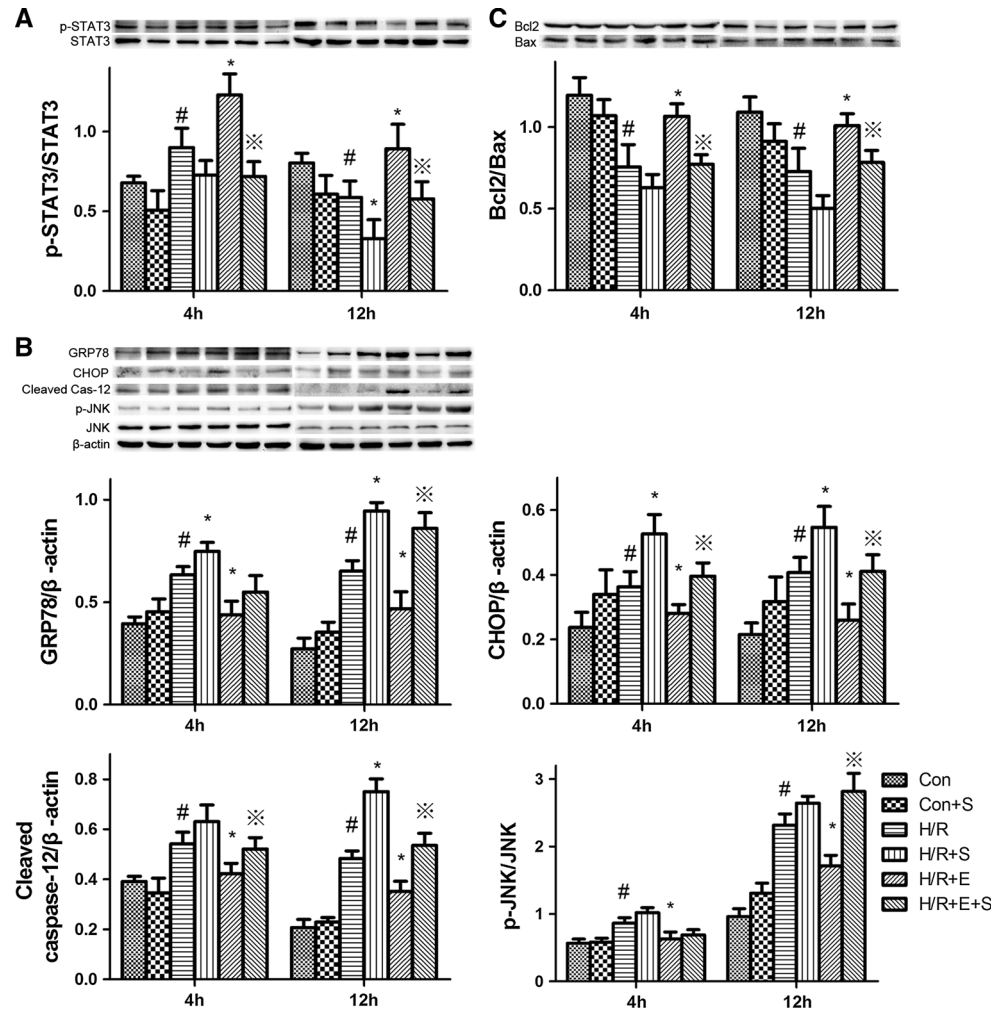 A
p-STAT3
STAT3
p-STAT3/STAT3
1.0
0.5
0.0
# * ※ # * * ※
4h 12h
C
Bcl2
Bax
Bcl2/Bax
1.0
0.5
0.0
# * ※ # * ※
4h 12h
B
GRP78
CHOP
Cleaved Cas-12
p-JNK
JNK
β-actin
GRP78/β -actin
1.0
0.5
0.0
# * * # * * ※
4h 12h
CHOP/β -actin
0.6
0.4
0.2
0.0
# * * ※ # * * ※
4h 12h
Cleaved
caspase-12/β -actin
0.8
0.6
0.4
0.2
0.0
# * ※ # * * ※
4h 12h
p-JNK/JNK
3
2
1
0
# * # * ※
4h 12h
Con
Con+S
H/R
H/R+S
H/R+E
H/R+E+S